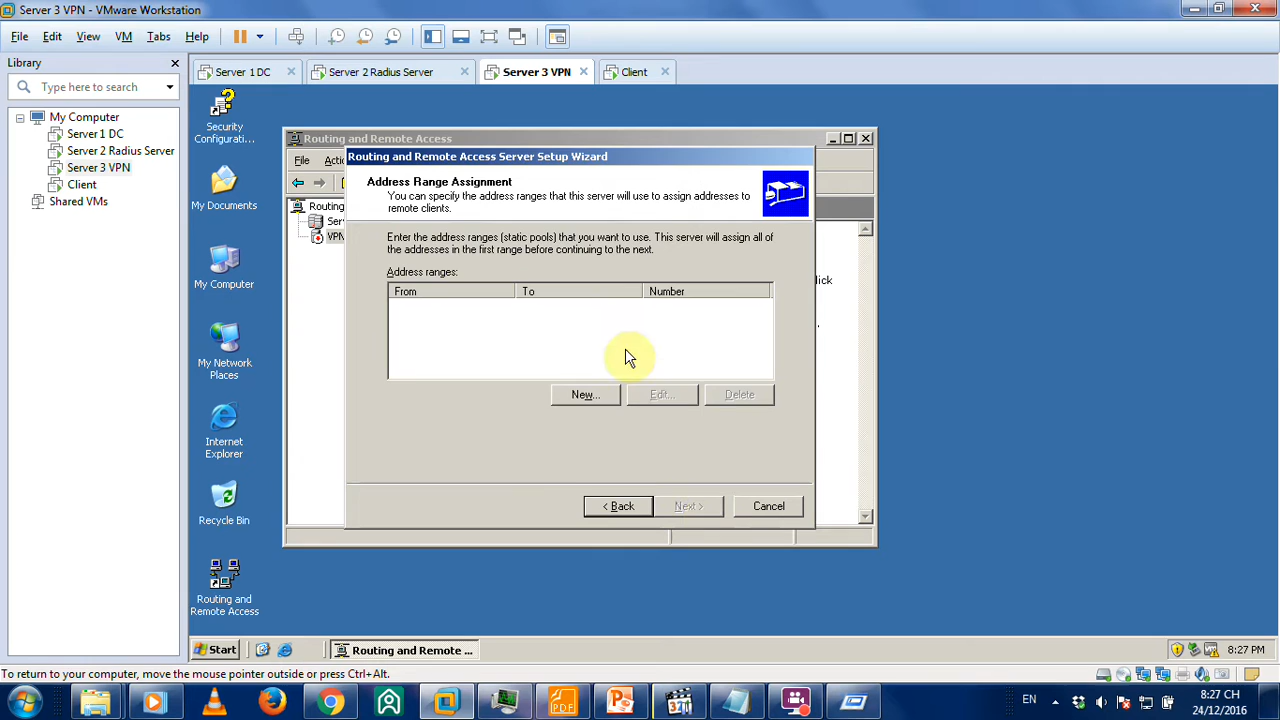 Server 3 VPN - VMware Workstation
File Edit View VM Tabs Help
Library
Type here to search
My Computer
Server 1 DC
Server 2 Radius Server
Server 3 VPN
Client
Shared VMs
Server 1 DC
Server 2 Radius Server
Server 3 VPN
Client
Security
Configurati...
My Documents
My Computer
My Network
Places
Internet
Explorer
Recycle Bin
Routing and
Remote Access
Routing and Remote Access
File
Actio
Routing
Serv
VPN
lick
Routing and Remote Access Server Setup Wizard
Address Range Assignment
You can specify the address ranges that this server will use to assign addresses to
remote clients.
Enter the address ranges (static pools) that you want to use. This server will assign all of
the addresses in the first range before continuing to the next.
Address ranges:
From To Number
New... Edit... Delete
< Back Next > Cancel
Start
Routing and Remote ...
8:27 PM
To return to your computer, move the mouse pointer outside or press Ctrl+Alt.
PDF
321
EN
8:27 CH
24/12/2016